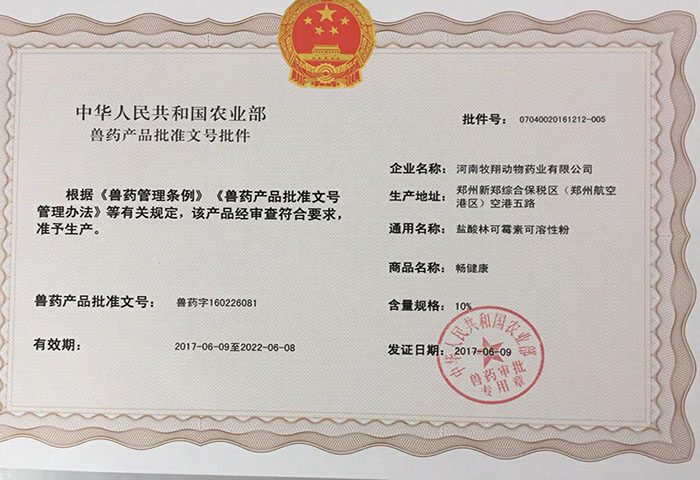 中华人民共和国农业部
兽药产品批准文号批件
根据《兽药管理条例》《兽药产品批准文号
管理办法》等有关规定，该产品经审查符合要求，
准予生产。
兽药产品批准文号： 兽药字160226081
有效期： 2017-06-09至2022-06-08
批件号： 07040020161212-005
企业名称： 河南牧翔动物药业有限公司
生产地址： 郑州新郑综合保税区（郑州航空
港区）空港五路
通用名称： 盐酸林可霉素可溶性粉
商品名称： 畅健康
含量规格： 10%
发证日期： 2017-06-09
中华人民共和国农业部
兽药审批
专用章